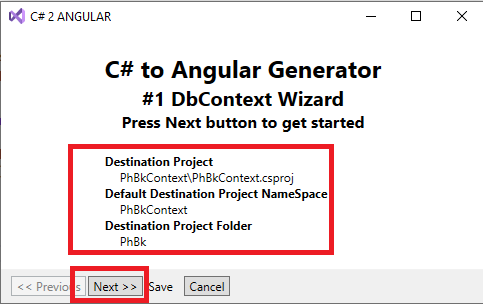 C# 2 ANGULAR
C# to Angular Generator
#1 DbContext Wizard
Press Next button to get started
Destination Project
PhBkContext\PhBkContext.csproj
Default Destination Project NameSpace
PhBkContext
Destination Project Folder
PhBk
<< Previous Next >> Save Cancel